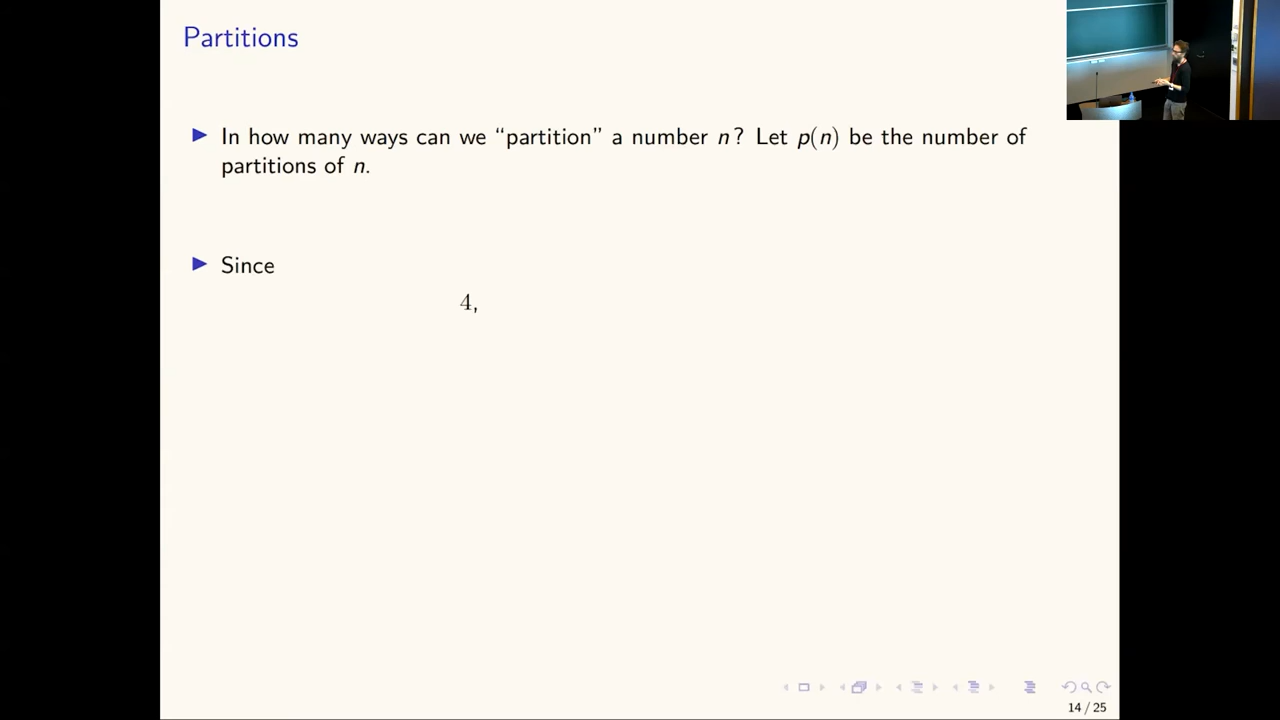 Partitions
▶ In how many ways can we “partition” a number n? Let p(n) be the number of
partitions of n.
▶ Since
4,
14 / 25